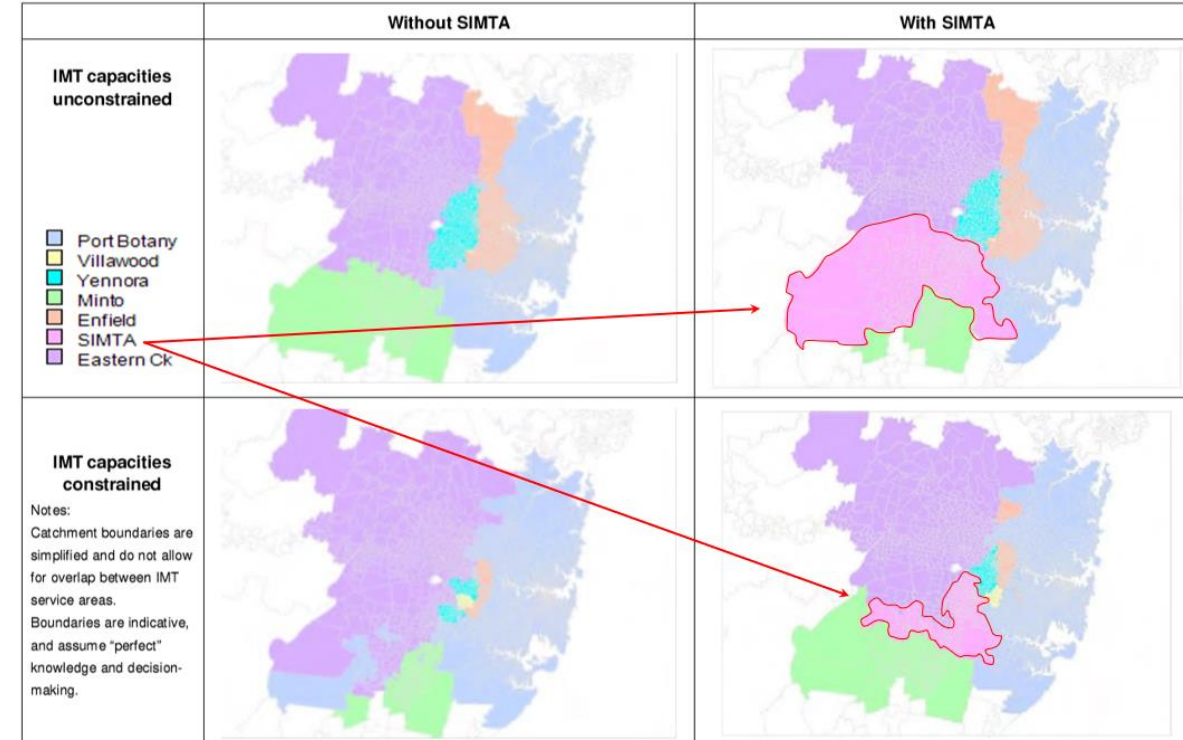 Without SIMTA
With SIMTA
IMT capacities
unconstrained
Port Botany
Villawood
Yennora
Minto
Enfield
SIMTA
Eastern Ck
IMT capacities
constrained
Notes:
Catchment boundaries are
simplified and do not allow
for overlap between IMT
service areas.
Boundaries are indicative,
and assume “perfect”
knowledge and decision-
making.